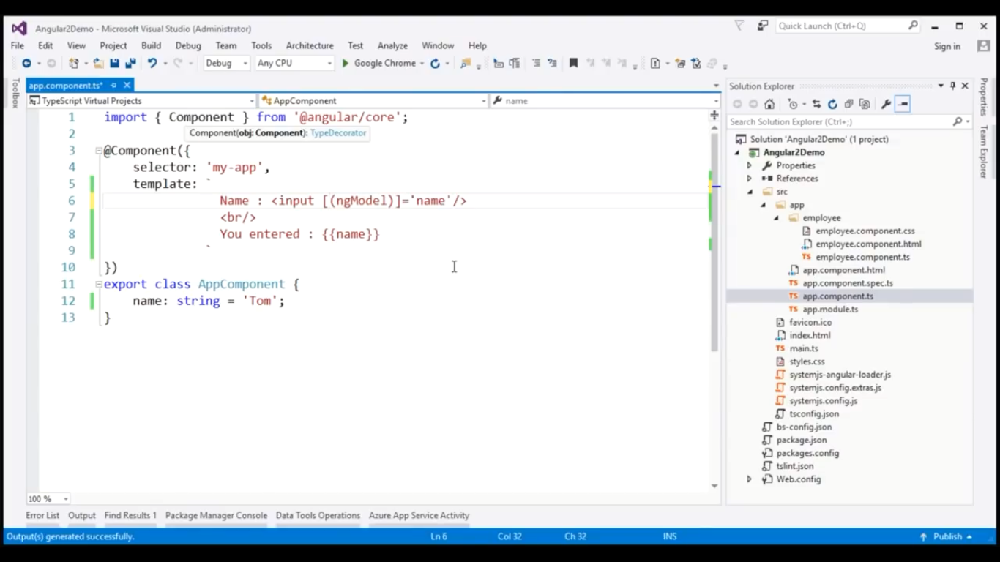 Angular2Demo - Microsoft Visual Studio (Administrator)
Quick Launch (Ctrl+Q)
File Edit View Project Build Debug Team Tools Architecture Test Analyze Window Help
Sign in
Debug Any CPU Google Chrome
Toolbox
app.component.ts*
TypeScript Virtual Projects AppComponent name
1 import { Component } from '@angular/core';
2 Component(obj: Component): TypeDecorator
3 @Component({
4 selector: 'my-app',
5 template: `
6 Name : <input [(ngModel)]='name'/>
7 <br/>
8 You entered : {{name}}
9 `
10 })
11 export class AppComponent {
12 name: string = 'Tom';
13 }
100 %
Solution Explorer
Search Solution Explorer (Ctrl+;)
Solution 'Angular2Demo' (1 project)
Angular2Demo
Properties
References
src
app
employee
employee.component.css
employee.component.html
TS employee.component.ts
app.component.html
TS app.component.spec.ts
TS app.component.ts
TS app.module.ts
favicon.ico
index.html
TS main.ts
styles.css
systemjs-angular-loader.js
systemjs.config.extras.js
systemjs.config.js
tsconfig.json
bs-config.json
package.json
packages.config
tslint.json
Web.config
Properties
Team Explorer
Error List Output Find Results 1 Package Manager Console Data Tools Operations Azure App Service Activity
Output(s) generated successfully. Ln 6 Col 32 Ch 32 INS Publish